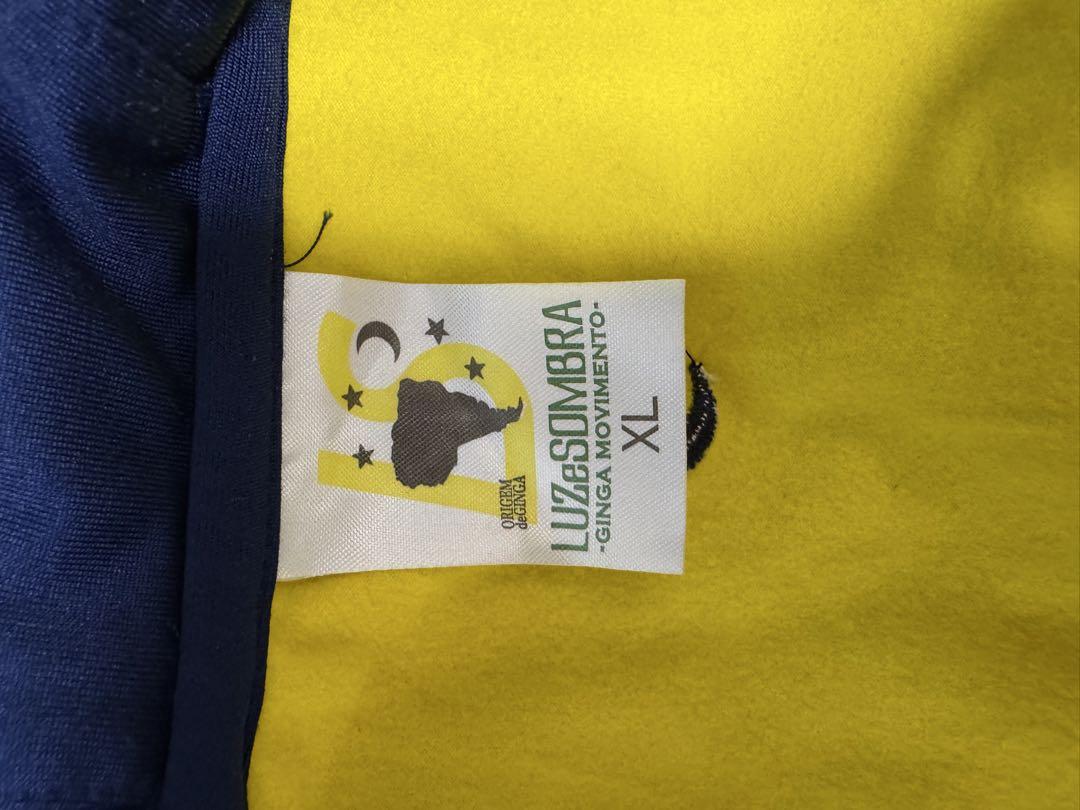 ORIGEM
deGINGA
LUZeSOMBRA
-GINGA MOVIMENTO-
XL